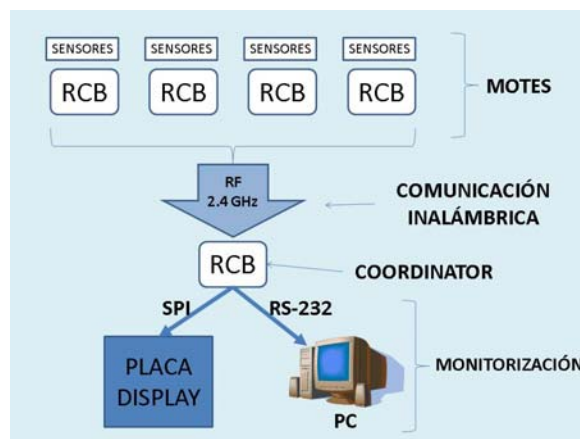 SENSORES SENSORES SENSORES SENSORES
RCB RCB RCB RCB
MOTES
RF
2.4 GHz
COMUNICACIÓN
INALÁMBRICA
RCB
COORDINATOR
SPI RS-232
PLACA
DISPLAY
MONITORIZACIÓN
PC